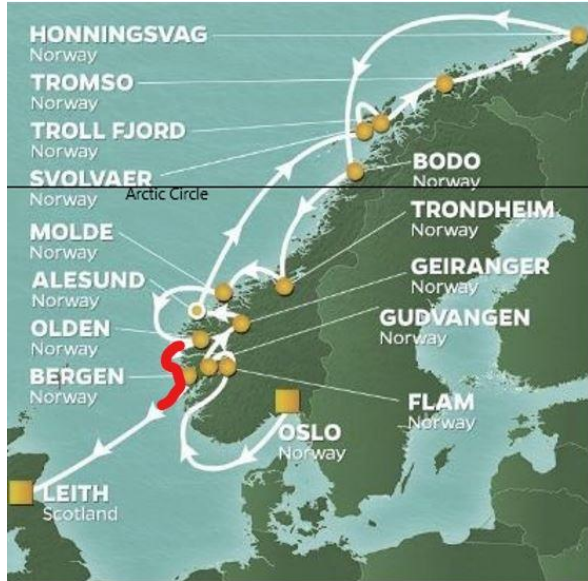 HONNINGSVAG
Norway
TROMSO
Norway
TROLL FJORD
Norway
SVOLVAER
Norway
Arctic Circle
BODO
Norway
MOLDE
Norway
TRONDHEIM
Norway
ALESUND
Norway
GEIRANGER
Norway
OLDEN
Norway
GUDVANGEN
Norway
BERGEN
Norway
FLAM
Norway
OSLO
Norway
LEITH
Scotland